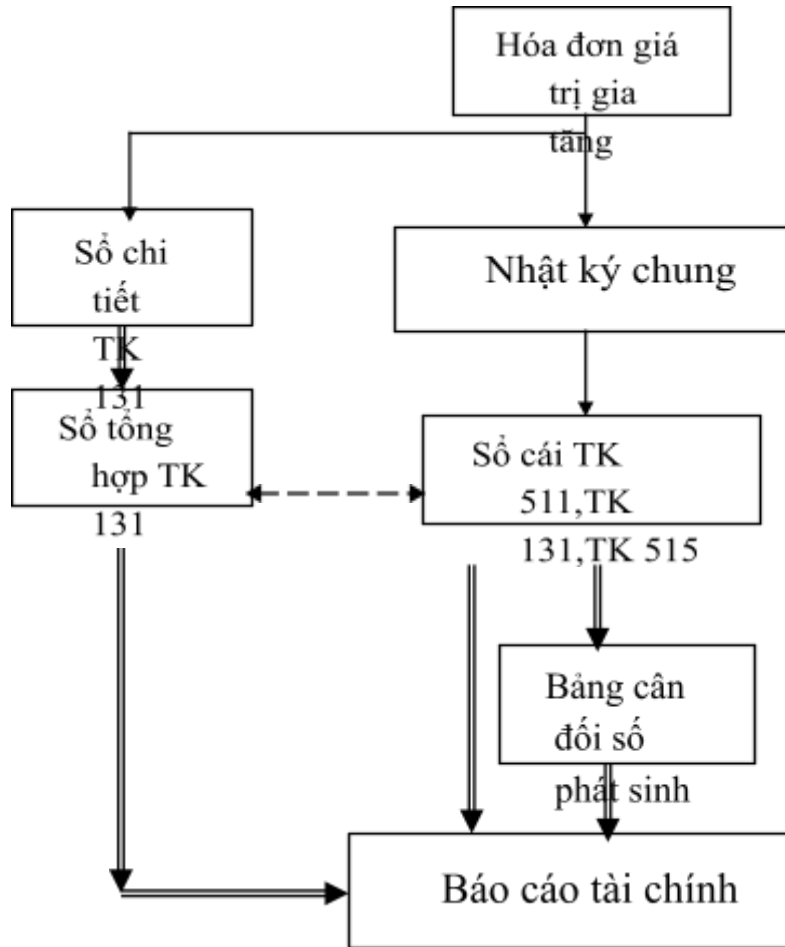 Hóa đơn giá
trị gia
tăng
Sổ chi
tiết
TK
131
Nhật ký chung
Sổ tổng
hợp TK
131
Sổ cái TK
511,TK
131,TK 515
Bảng cân
đối số
phát sinh
Báo cáo tài chính